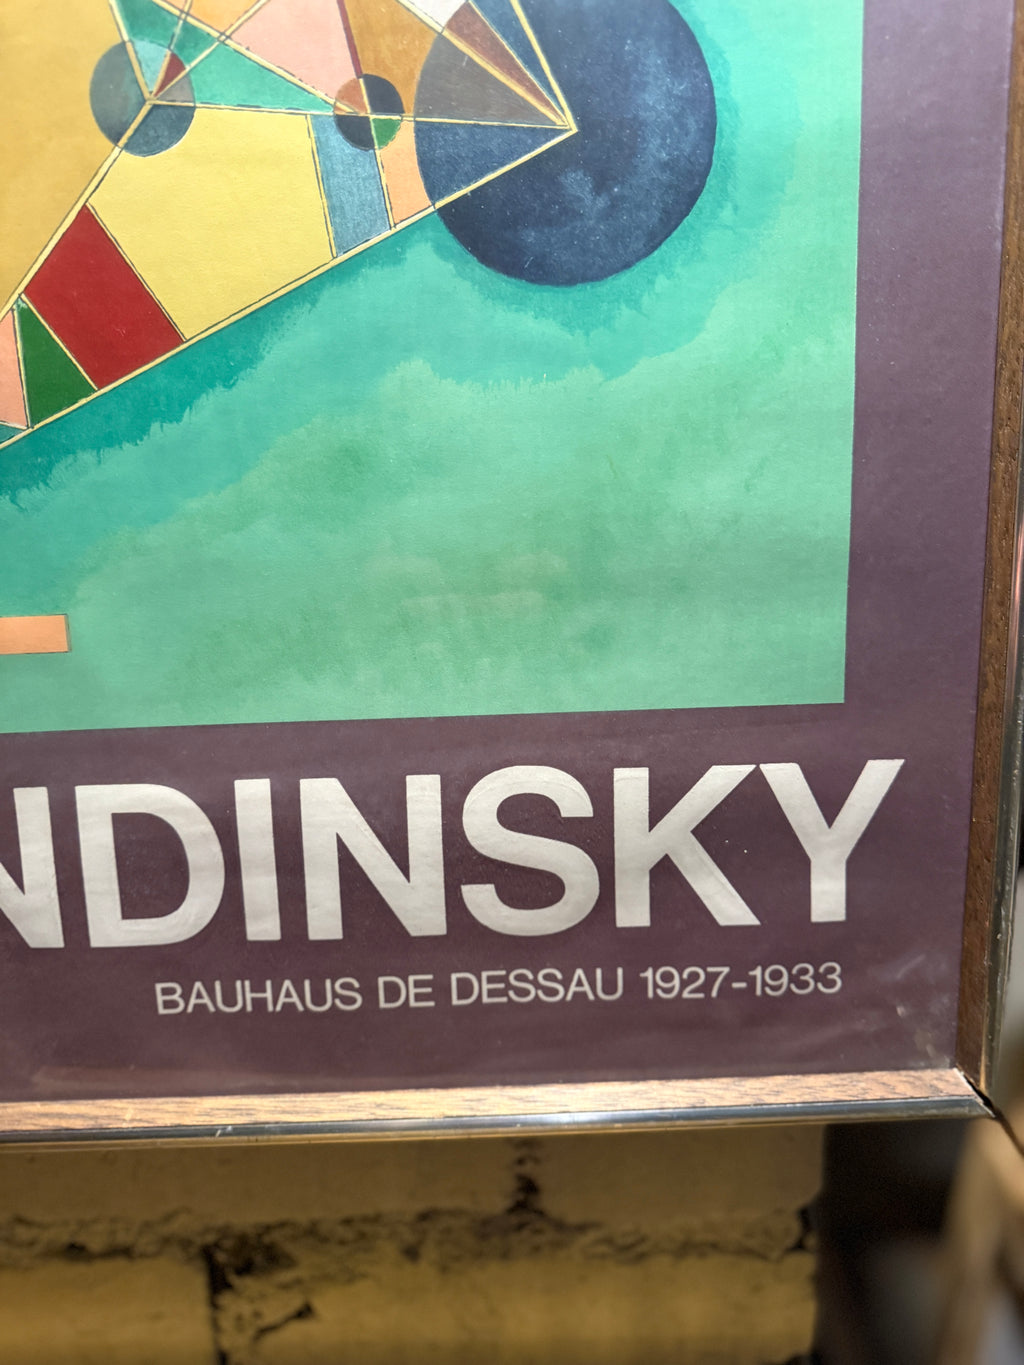 NDINSKY
BAUHAUS DE DESSAU 1927-1933